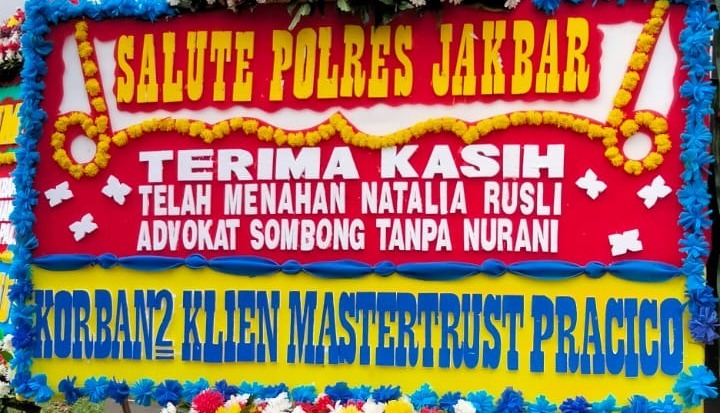 SALUTE POLRES JAKBAR
TERIMA KASIH
TELAH MENAHAN NATALIA RUSLI
ADVOKAT SOMBONG TANPA NURANI
KORBAN2 KLIEN MASTERTRUST PRACICO